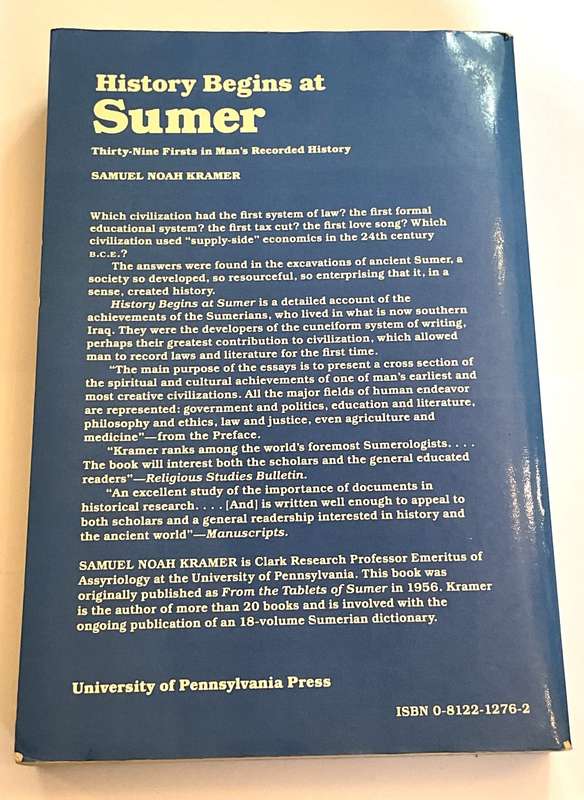 History Begins at
Sumer
Thirty-Nine Firsts in Man's Recorded History
SAMUEL NOAH KRAMER
Which civilization had the first system of law? the first formal
educational system? the first tax cut? the first love song? Which
civilization used "supply-side" economics in the 24th century
B.C.E.?
The answers were found in the excavations of ancient Sumer, a
society so developed, so resourceful, so enterprising that it, in a
sense, created history.
History Begins at Sumer is a detailed account of the
achievements of the Sumerians, who lived in what is now southern
Iraq. They were the developers of the cuneiform system of writing,
perhaps their greatest contribution to civilization, which allowed
man to record laws and literature for the first time.
"The main purpose of the essays is to present a cross section of
the spiritual and cultural achievements of one of man's earliest and
most creative civilizations. All the major fields of human endeavor
are represented: government and politics, education and literature,
philosophy and ethics, law and justice, even agriculture and
medicine"—from the Preface.
"Kramer ranks among the world's foremost Sumerologists. . . .
The book will interest both the scholars and the general educated
readers"—Religious Studies Bulletin.
"An excellent study of the importance of documents in
historical research. . . . [And] is written well enough to appeal to
both scholars and a general readership interested in history and
the ancient world"—Manuscripts.
SAMUEL NOAH KRAMER is Clark Research Professor Emeritus of
Assyriology at the University of Pennsylvania. This book was
originally published as From the Tablets of Sumer in 1956. Kramer
is the author of more than 20 books and is involved with the
ongoing publication of an 18-volume Sumerian dictionary.
University of Pennsylvania Press
ISBN 0-8122-1276-2